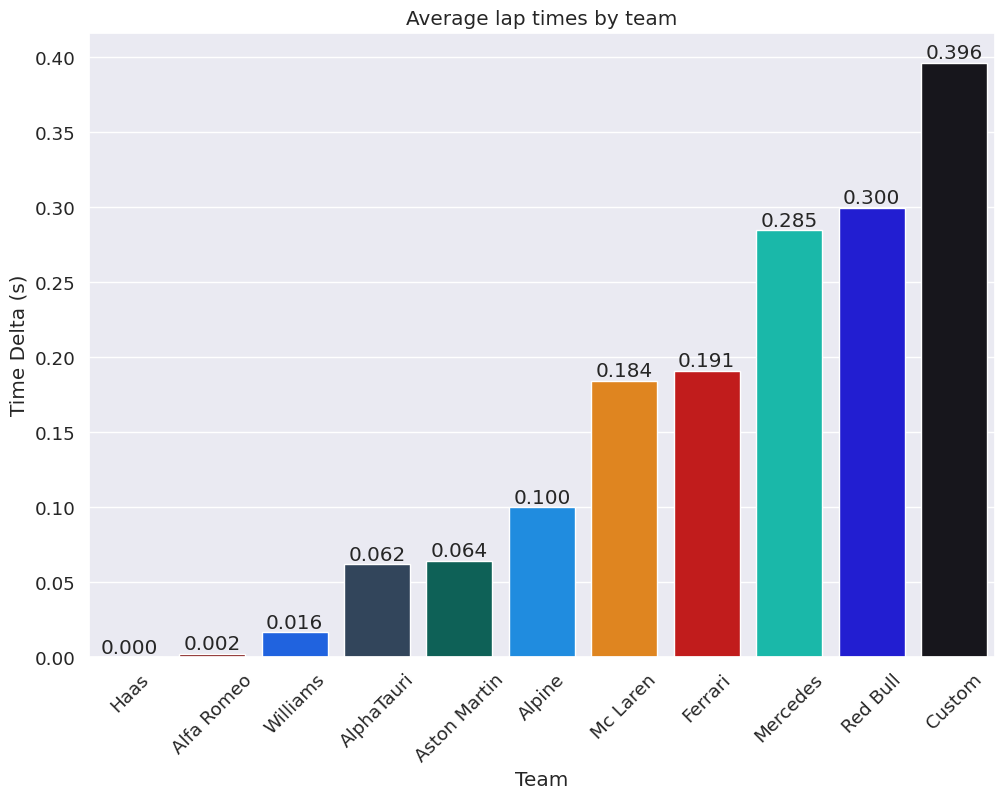 Average lap times by team
Time Delta (s)
0.40
0.35
0.30
0.25
0.20
0.15
0.10
0.05
0.00
0.000
0.002
0.016
0.062
0.064
0.100
0.184
0.191
0.285
0.300
0.396
Haas
Alfa Romeo
Williams
AlphaTauri
Aston Martin
Alpine
Mc Laren
Ferrari
Mercedes
Red Bull
Custom
Team